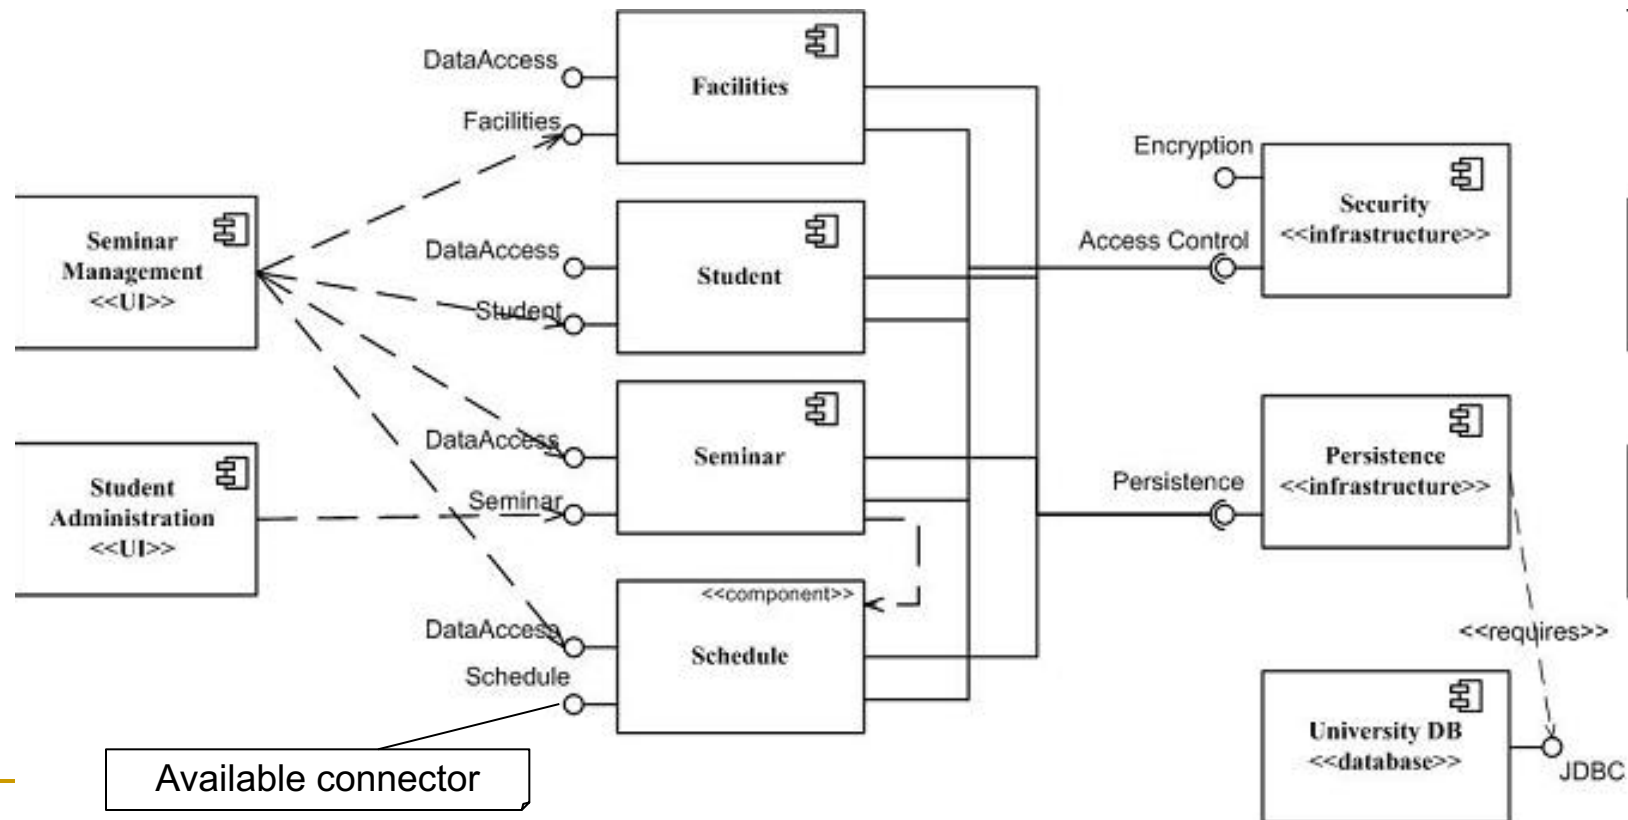 DataAccess
Facilities
Facilities
DataAccess
Student
Student
DataAccess
Seminar
Seminar
<<component>>
DataAccess
Schedule
Schedule
Seminar
Management
<<UI>>
Student
Administration
<<UI>>
Encryption
Access Control
Security
<<infrastructure>>
Persistence
Persistence
<<infrastructure>>
<<requires>>
University DB
<<database>>
JDBC
Available connector